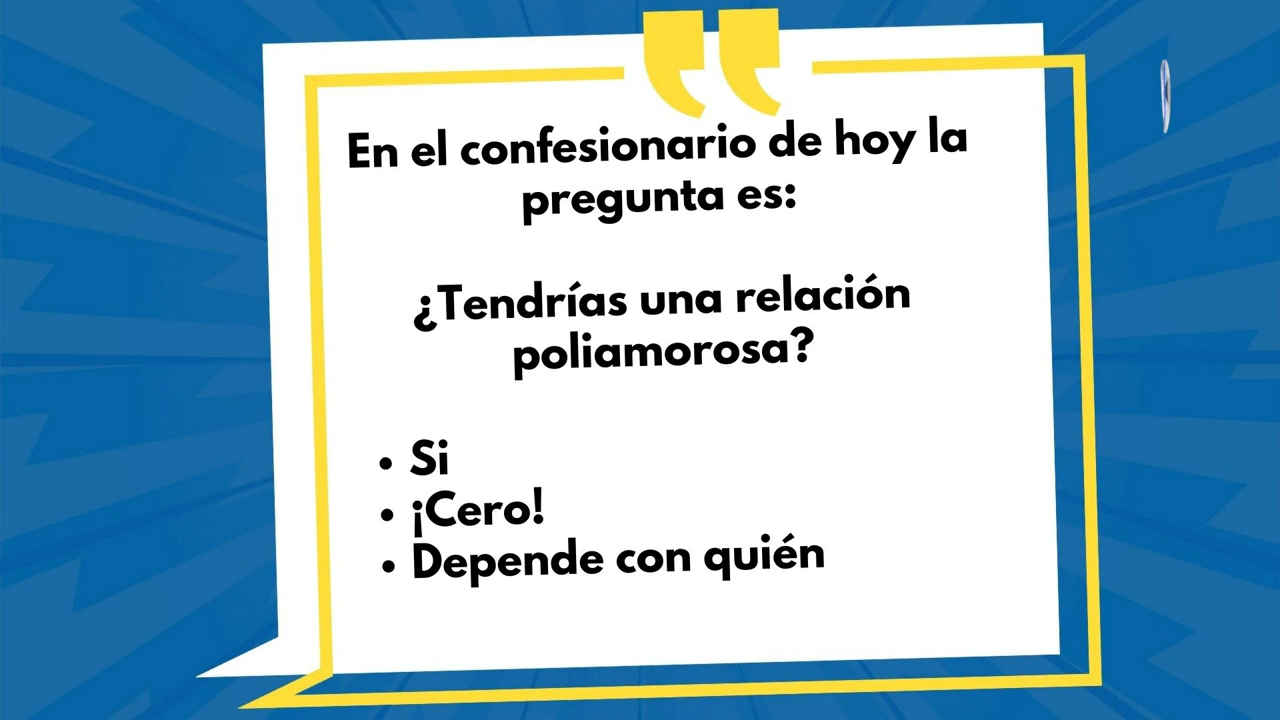 En el confesionario de hoy la
pregunta es:
¿Tendrías una relación
poliamorosa?
• Si
• ¡Cero!
• Depende con quién